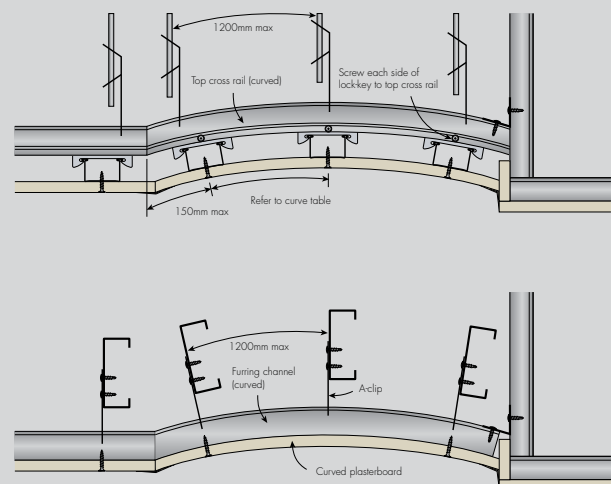 1200mm max
Top cross rail (curved)
Screw each side of
lock-key to top cross rail
Refer to curve table
150mm max
1200mm max
Furring channel
(curved)
A-clip
Curved plasterboard